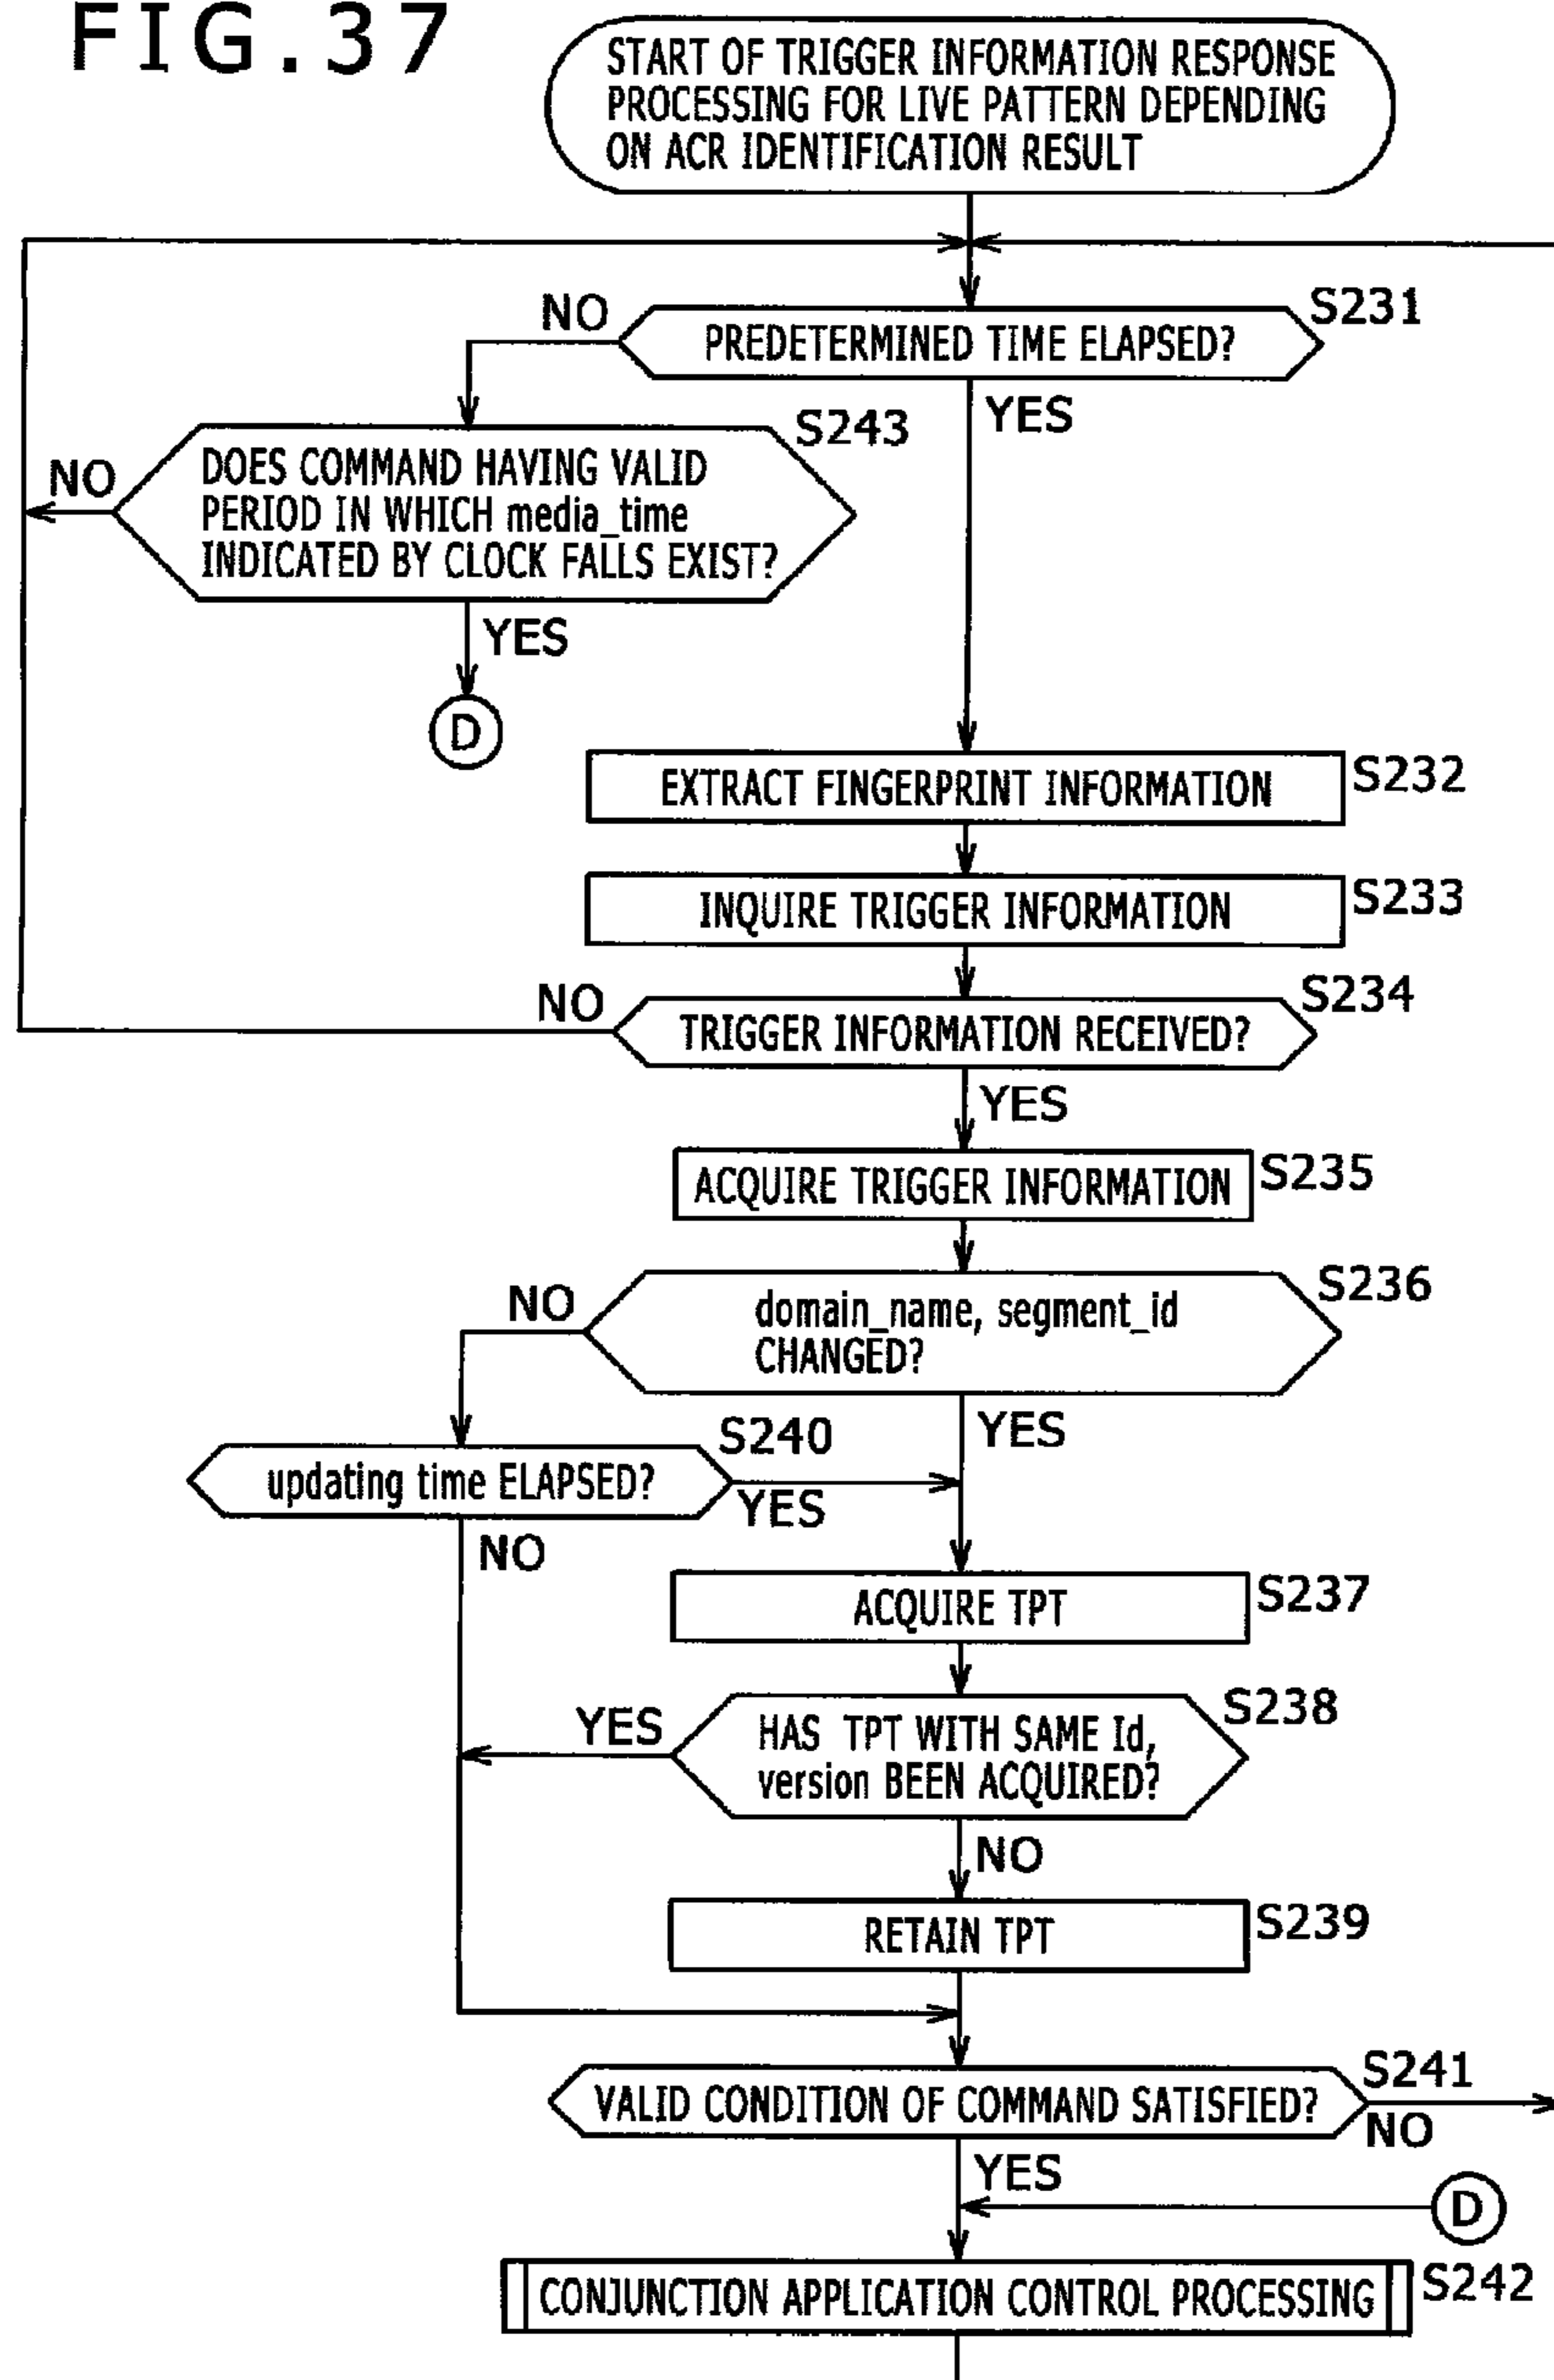 FIG.37
START OF TRIGGER INFORMATION RESPONSE
PROCESSING FOR LIVE PATTERN DEPENDING
ON ACR IDENTIFICATION RESULT
NO
PREDETERMINED TIME ELAPSED?
S231
YES
S243
NO
DOES COMMAND HAVING VALID
PERIOD IN WHICH media_time
INDICATED BY CLOCK FALLS EXIST?
YES
D
EXTRACT FINGERPRINT INFORMATION
S232
INQUIRE TRIGGER INFORMATION
S233
NO
TRIGGER INFORMATION RECEIVED?
S234
YES
ACQUIRE TRIGGER INFORMATION
S235
NO
domain_name, segment_id
CHANGED?
S236
YES
updating time ELAPSED?
S240
YES
NO
ACQUIRE TPT
S237
YES
HAS TPT WITH SAME Id,
version BEEN ACQUIRED?
S238
NO
RETAIN TPT
S239
VALID CONDITION OF COMMAND SATISFIED?
S241
NO
YES
D
CONJUNCTION APPLICATION CONTROL PROCESSING
S242